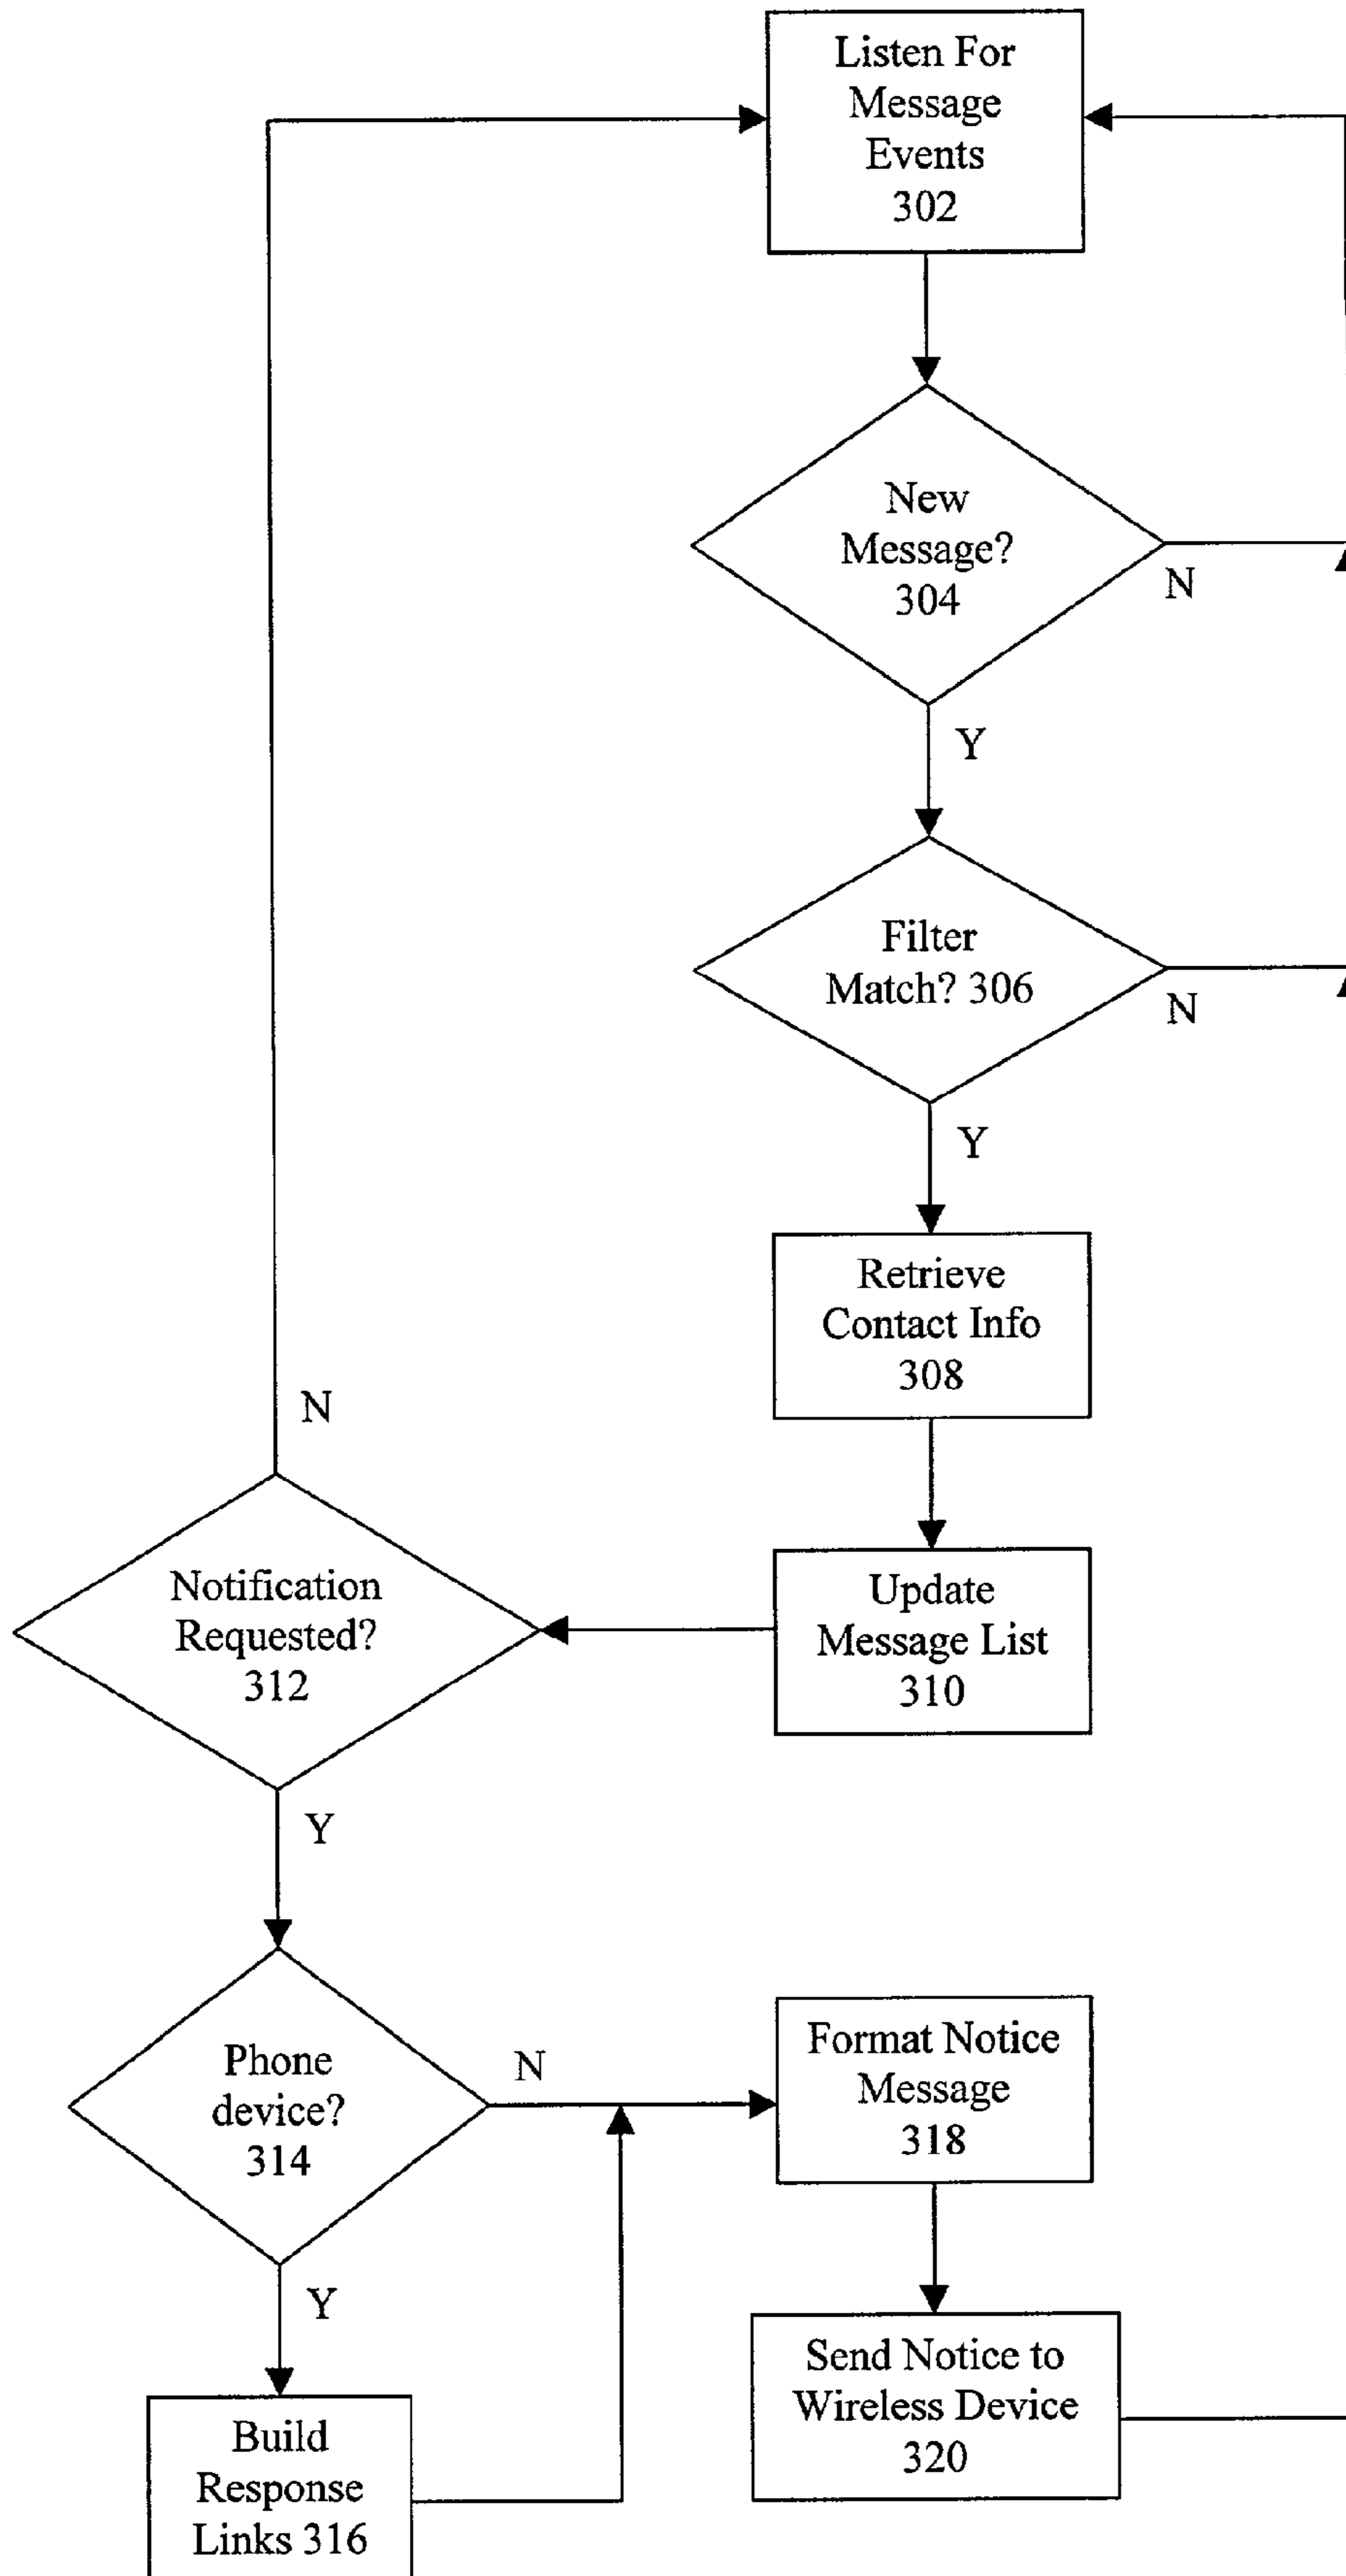 Listen For
Message
Events
302
New
Message?
304
N
Y
Filter
Match? 306
N
Y
Retrieve
Contact Info
308
N
Notification
Requested?
312
Update
Message List
310
Y
Phone
device?
314
N
Format Notice
Message
318
Y
Send Notice to
Wireless Device
320
Build
Response
Links 316